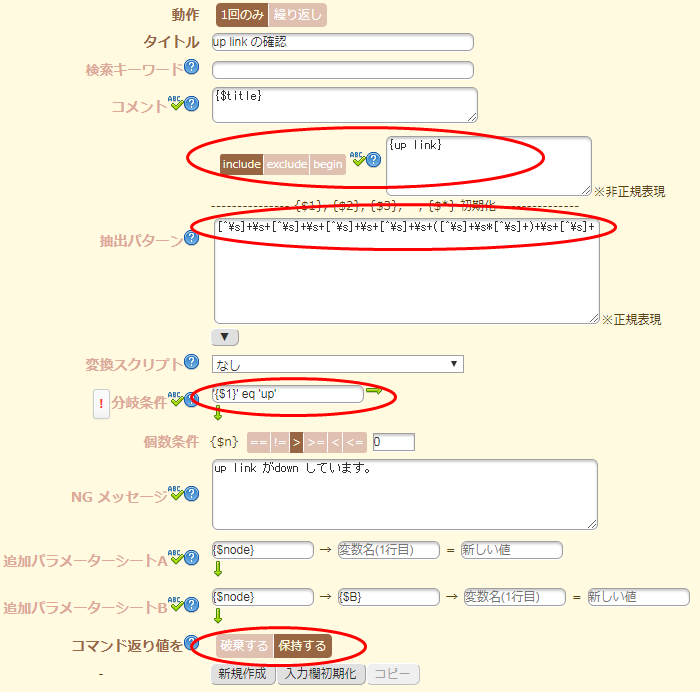 動作 1回のみ 繰り返し
タイトル up link の確認
検索キーワード
コメント ABC {$title}
include exclude begin ABC {up link} ※非正規表現
--------------- {$1}, {$2}, {$3}, ‥, {$*} 初期化 ---------------
抽出パターン [^¥s]+¥s+[^¥s]+¥s+[^¥s]+¥s+[^¥s]+¥s+([^¥s]+¥s*[^¥s]+)+¥s+[^¥s]+ ※正規表現
▼
変換スクリプト なし ▼
! 分岐条件 ABC '{$1}' eq 'up'
個数条件 {$n} == != > >= < <= 0
NG メッセージ ABC up link がdown しています。
追加パラメーターシートA ABC {$node} → 変数名(1行目) = 新しい値
追加パラメーターシートB ABC {$node} → {$B} → 変数名(1行目) = 新しい値
コマンド返り値を 破棄する 保持する
- 新規作成 入力欄初期化 コピー